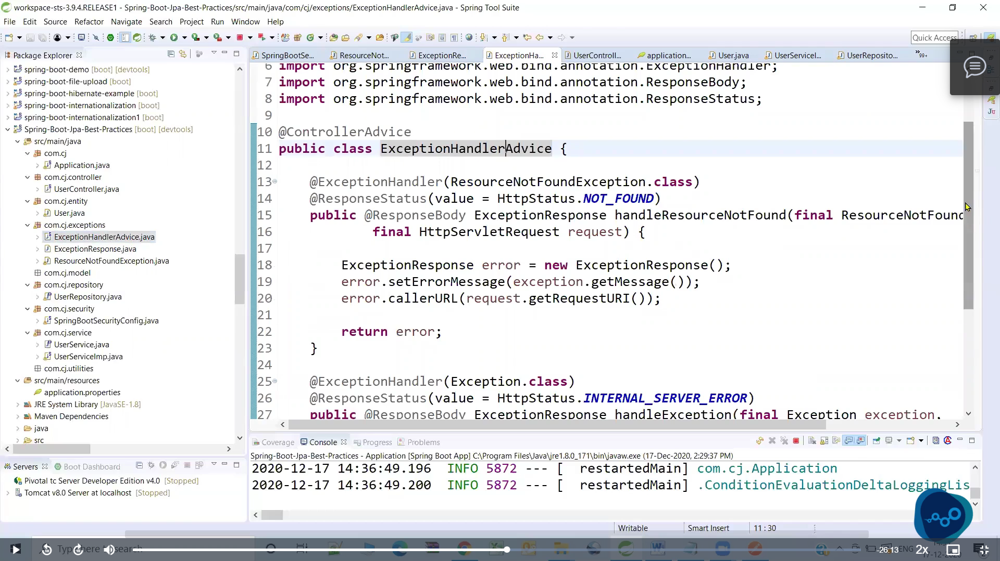 workspace-sts-3.9.4.RELEASE1 - Spring-Boot-Jpa-Best-Practices/src/main/java/com/cj/exceptions/ExceptionHandlerAdvice.java - Spring Tool Suite
File Edit Source Refactor Navigate Search Project Run Window Help
Quick Access
Package Explorer
spring-boot-demo [boot] [devtools]
spring-boot-file-upload [boot]
spring-boot-hibernate-example [boot]
spring-boot-internationalization [boot]
spring-boot-internationalization1 [boot]
Spring-Boot-Jpa-Best-Practices [boot] [devtools]
src/main/java
com.cj
Application.java
com.cj.controller
UserController.java
com.cj.entity
User.java
com.cj.exceptions
ExceptionHandlerAdvice.java
ExceptionResponse.java
ResourceNotFoundException.java
com.cj.model
com.cj.repository
UserRepository.java
com.cj.security
SpringBootSecurityConfig.java
com.cj.service
UserService.java
UserServiceImp.java
com.cj.utilities
src/main/resources
application.properties
JRE System Library [JavaSE-1.8]
Maven Dependencies
java
src
Servers Boot Dashboard
Pivotal tc Server Developer Edition v4.0 [Stopped]
Tomcat v8.0 Server at localhost [Stopped]
SpringBootSe... ResourceNot... ExceptionRe... ExceptionHa... UserControll... application.... User.java UserServiceI... UserReposito... »99+
6 import org.springframework.web.bind.annotation.ExceptionHandler;
7 import org.springframework.web.bind.annotation.ResponseBody;
8 import org.springframework.web.bind.annotation.ResponseStatus;
9
10 @ControllerAdvice
11 public class ExceptionHandlerAdvice {
12
13 @ExceptionHandler(ResourceNotFoundException.class)
14 @ResponseStatus(value = HttpStatus.NOT_FOUND)
15 public @ResponseBody ExceptionResponse handleResourceNotFound(final ResourceNotFound
16 final HttpServletRequest request) {
17
18 ExceptionResponse error = new ExceptionResponse();
19 error.setErrorMessage(exception.getMessage());
20 error.callerURL(request.getRequestURI());
21
22 return error;
23 }
24
25 @ExceptionHandler(Exception.class)
26 @ResponseStatus(value = HttpStatus.INTERNAL_SERVER_ERROR)
27 public @ResponseBody ExceptionResponse handleException(final Exception exception,
Coverage Console Progress Problems
Spring-Boot-Jpa-Best-Practices - Application [Spring Boot App] C:\Program Files\Java\jre1.8.0_171\bin\javaw.exe (17-Dec-2020, 2:29:37 PM)
2020-12-17 14:36:49.196 INFO 5872 --- [ restartedMain] com.cj.Application
2020-12-17 14:36:49.200 INFO 5872 --- [ restartedMain] .ConditionEvaluationDeltaLoggingLis
Writable Smart Insert 11 : 30
Type here to search
-26:13 ENG 2x